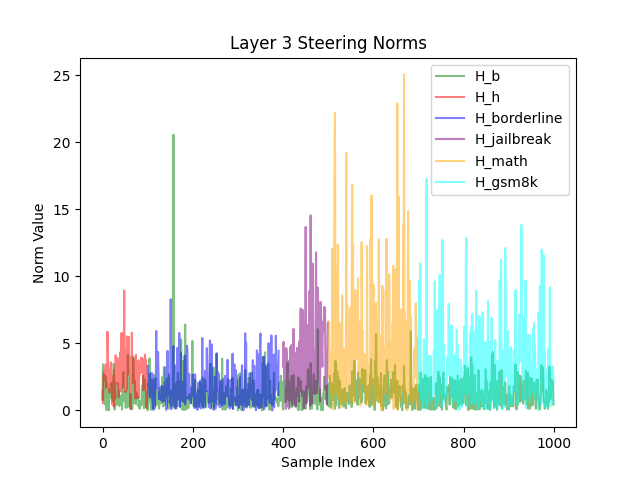 Layer 3 Steering Norms
Norm Value
25
20
15
10
5
0
0
200
400
600
800
1000
Sample Index
H_b
H_h
H_borderline
H_jailbreak
H_math
H_gsm8k